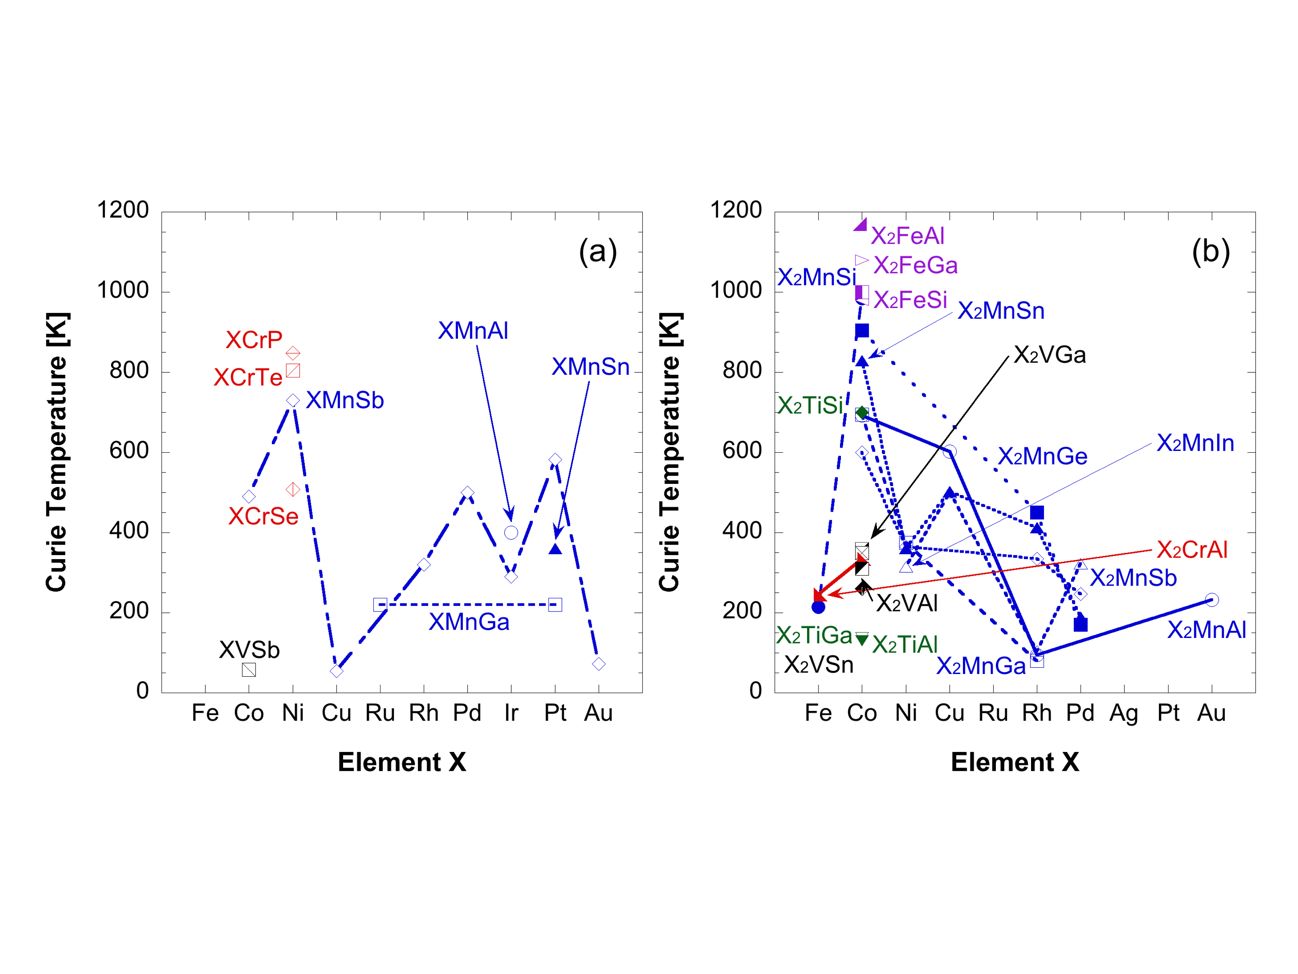 1200
1000
800
600
400
200
0
Curie Temperature [K]
(a)
XCrP
XCrTe
XMnSb
XCrSe
XVSb
XMnAl
XMnSn
XMnGa
Fe Co Ni Cu Ru Rh Pd Ir Pt Au
Element X
1200
1000
800
600
400
200
0
Curie Temperature [K]
(b)
X2FeAl
X2FeGa
X2MnSi
X2FeSi
X2MnSn
X2VGa
X2TiSi
X2MnIn
X2MnGe
X2CrAl
X2MnSb
X2VAl
X2MnAl
X2TiGa
X2TiAl
X2VSn
X2MnGa
Fe Co Ni Cu Ru Rh Pd Ag Pt Au
Element X